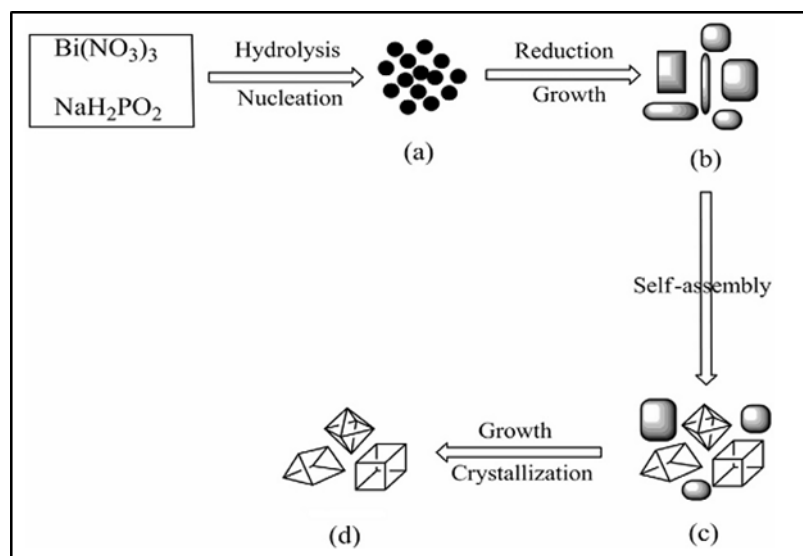 Bi(NO₃)₃
NaH₂PO₂
Hydrolysis
Nucleation
(a)
Reduction
Growth
(b)
Self-assembly
(c)
Growth
Crystallization
(d)